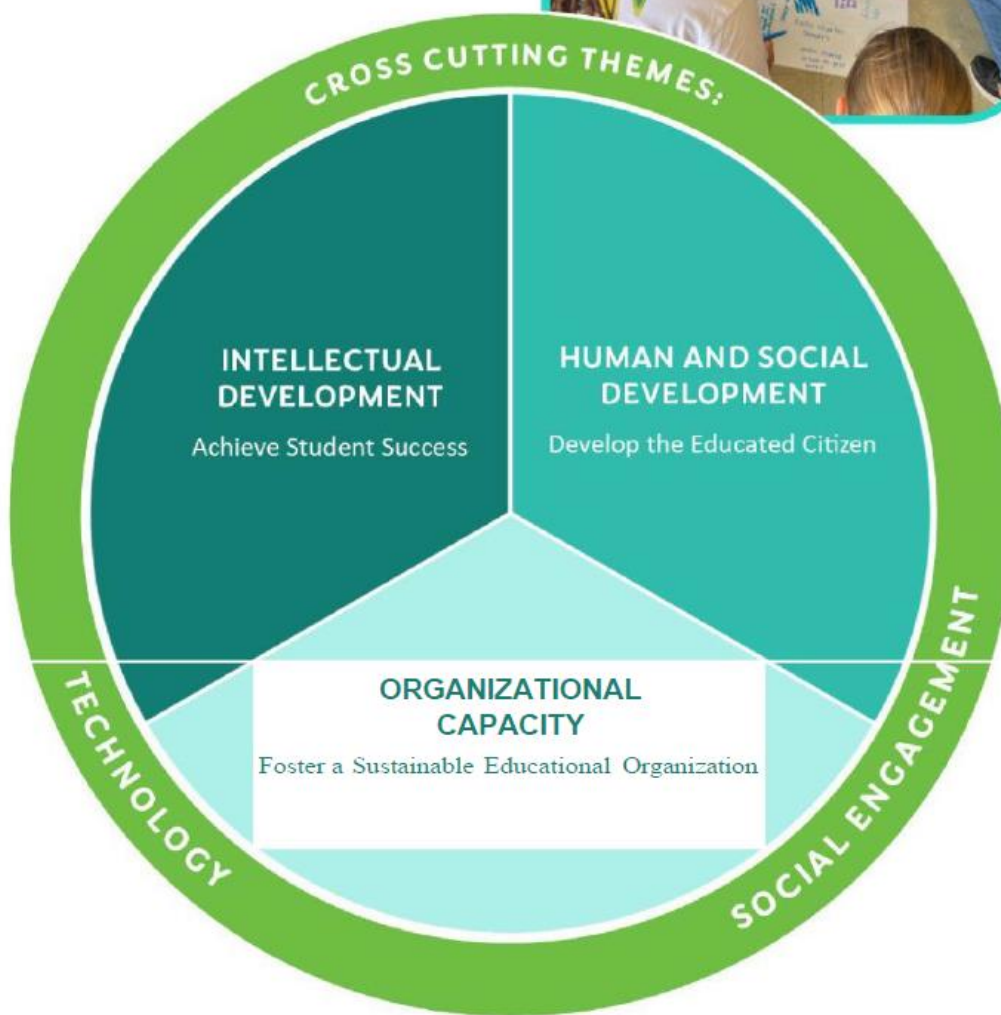 CROSS CUTTING THEMES:
INTELLECTUAL
DEVELOPMENT
Achieve Student Success
HUMAN AND SOCIAL
DEVELOPMENT
Develop the Educated Citizen
ORGANIZATIONAL
CAPACITY
Foster a Sustainable Educational Organization
TECHNOLOGY
SOCIAL ENGAGEMENT